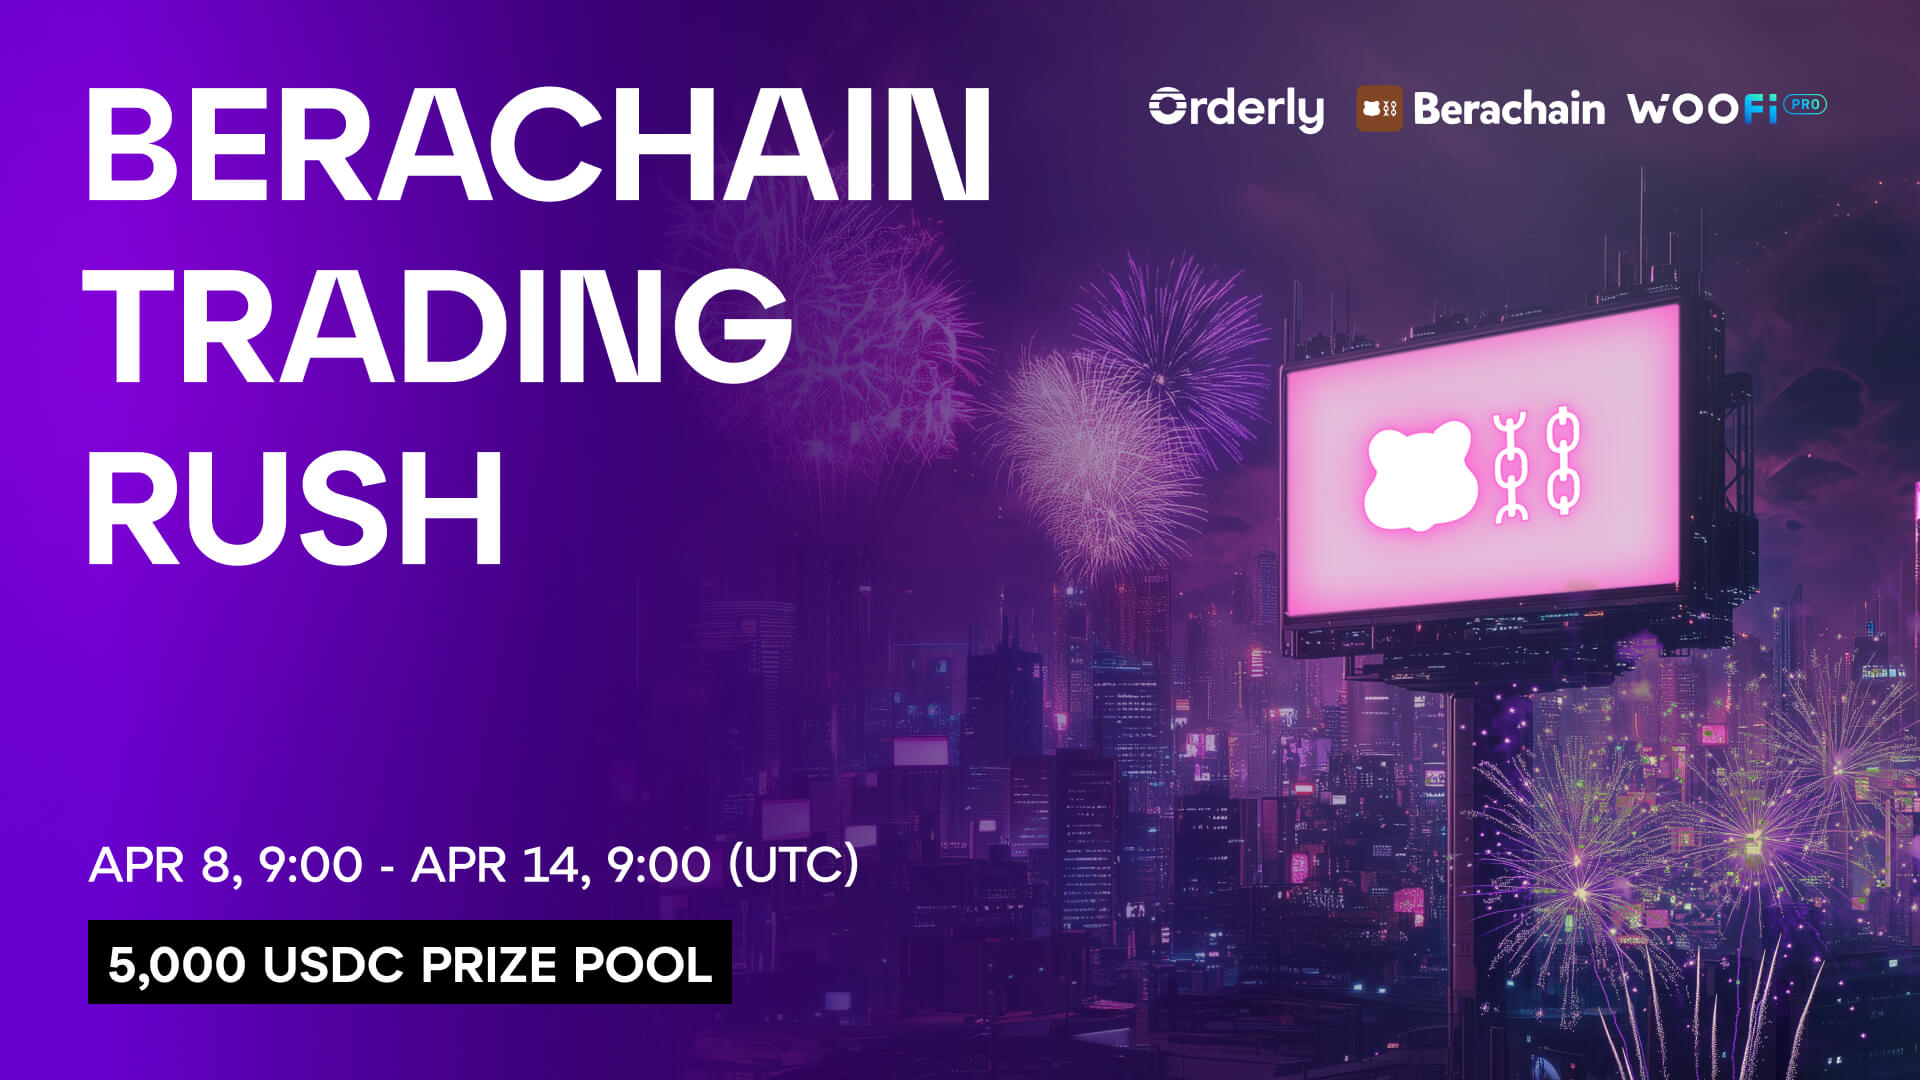 BERACHAIN
TRADING
RUSH
Orderly Berachain WOOFi PRO
APR 8, 9:00 - APR 14, 9:00 (UTC)
5,000 USDC PRIZE POOL